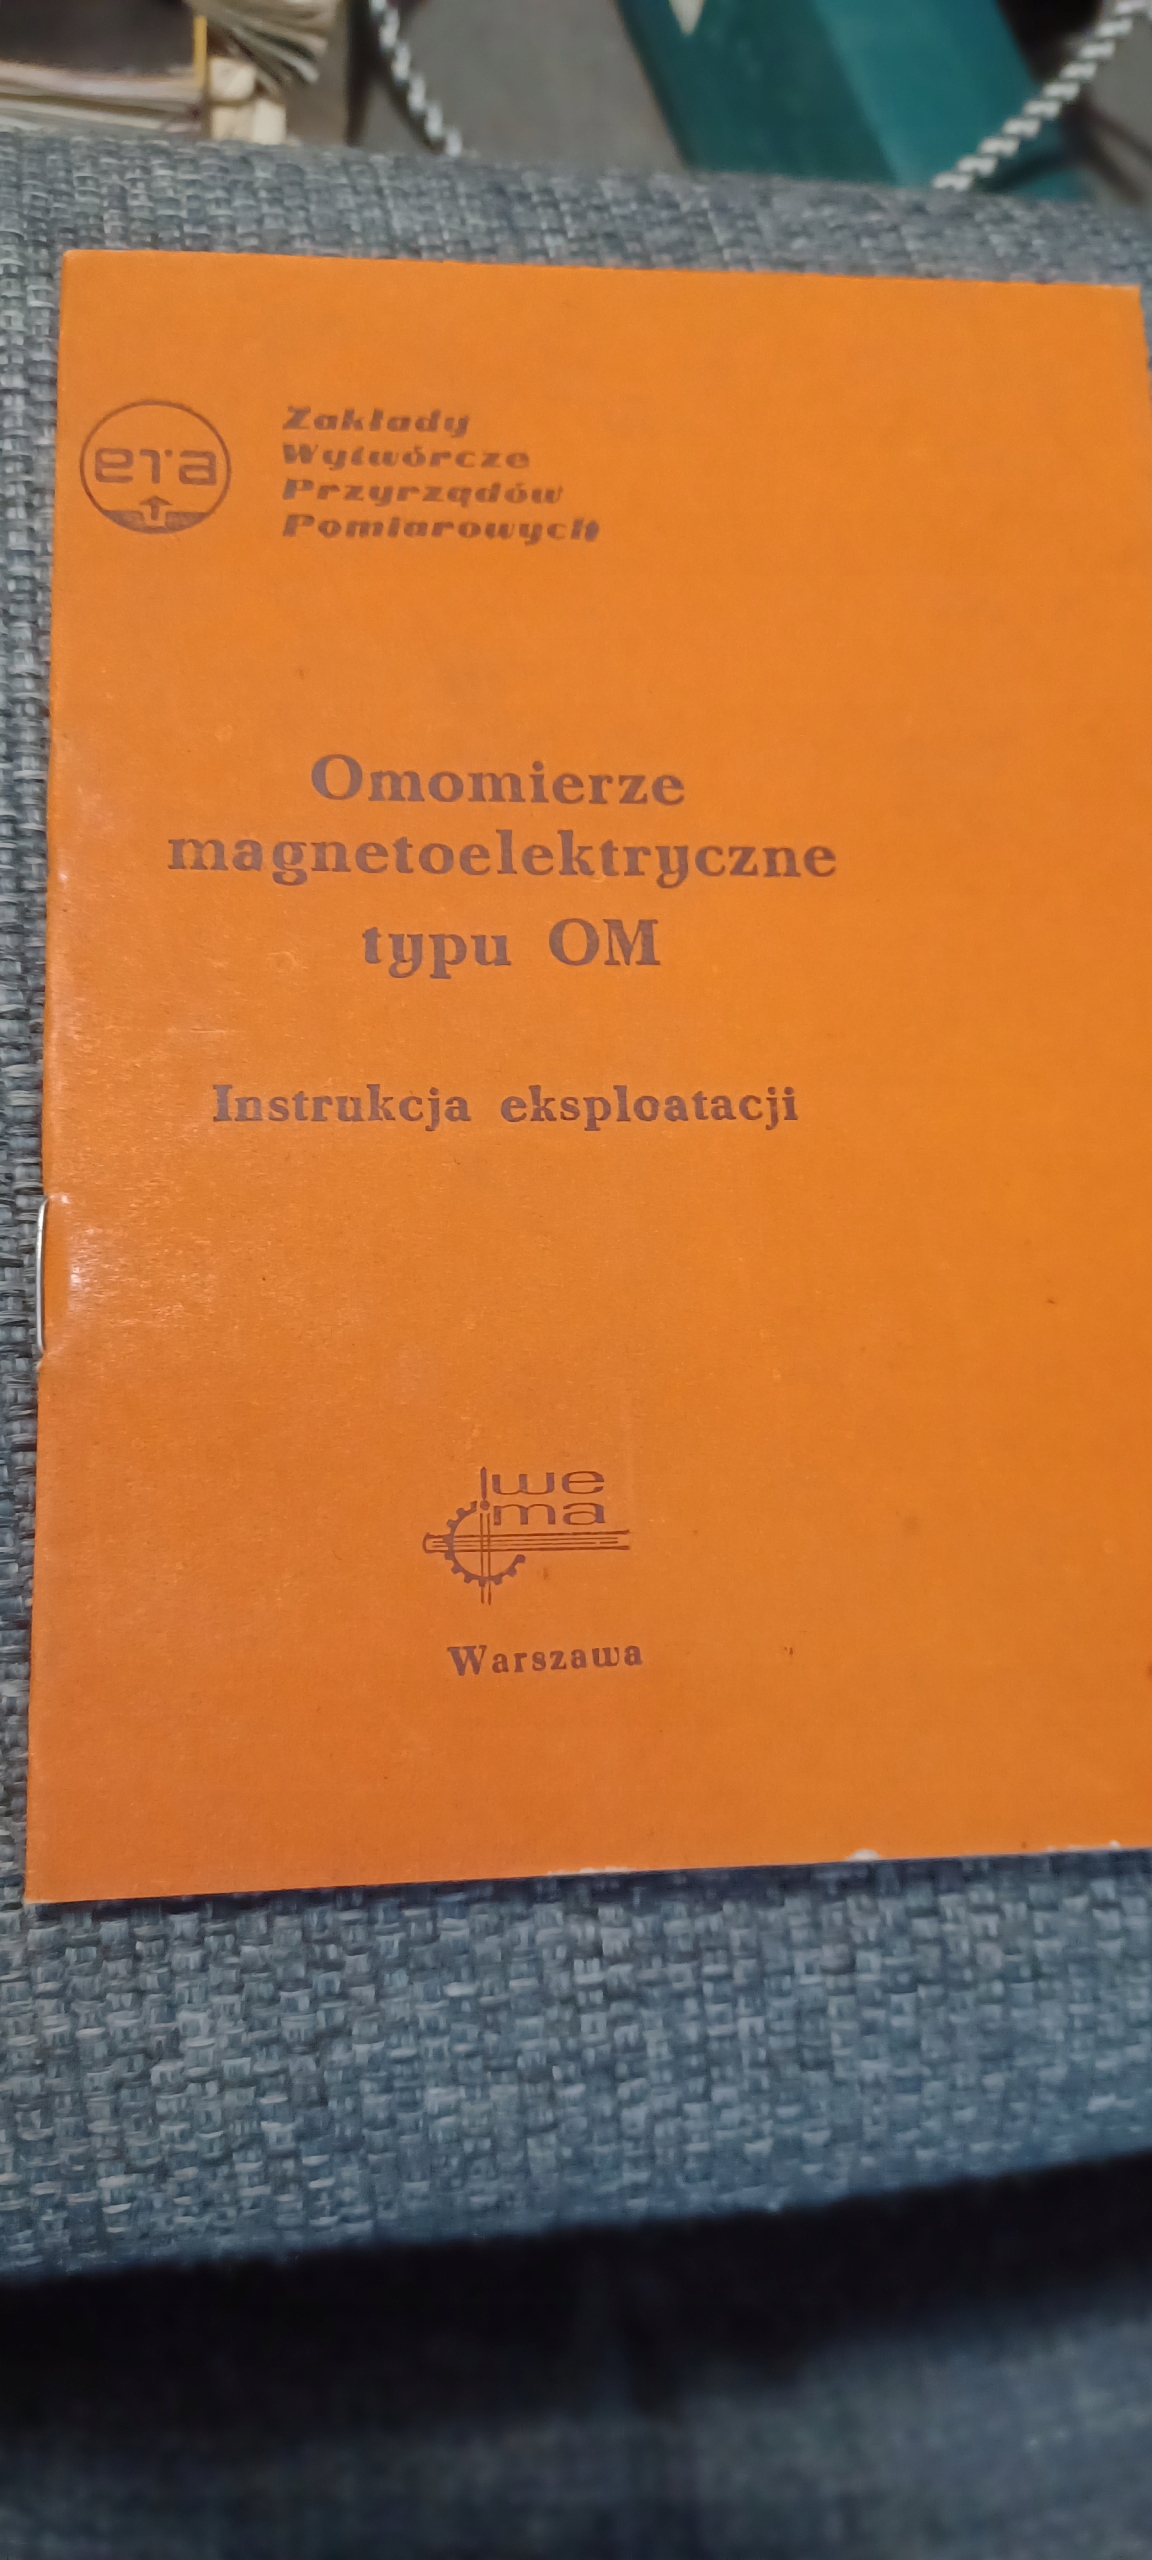 era
Zakłady
Wytwórcze
Przyrządów
Pomiarowych
Omomierze
magnetoelektryczne
typu OM
Instrukcja eksploatacji
we
ma
Warszawa